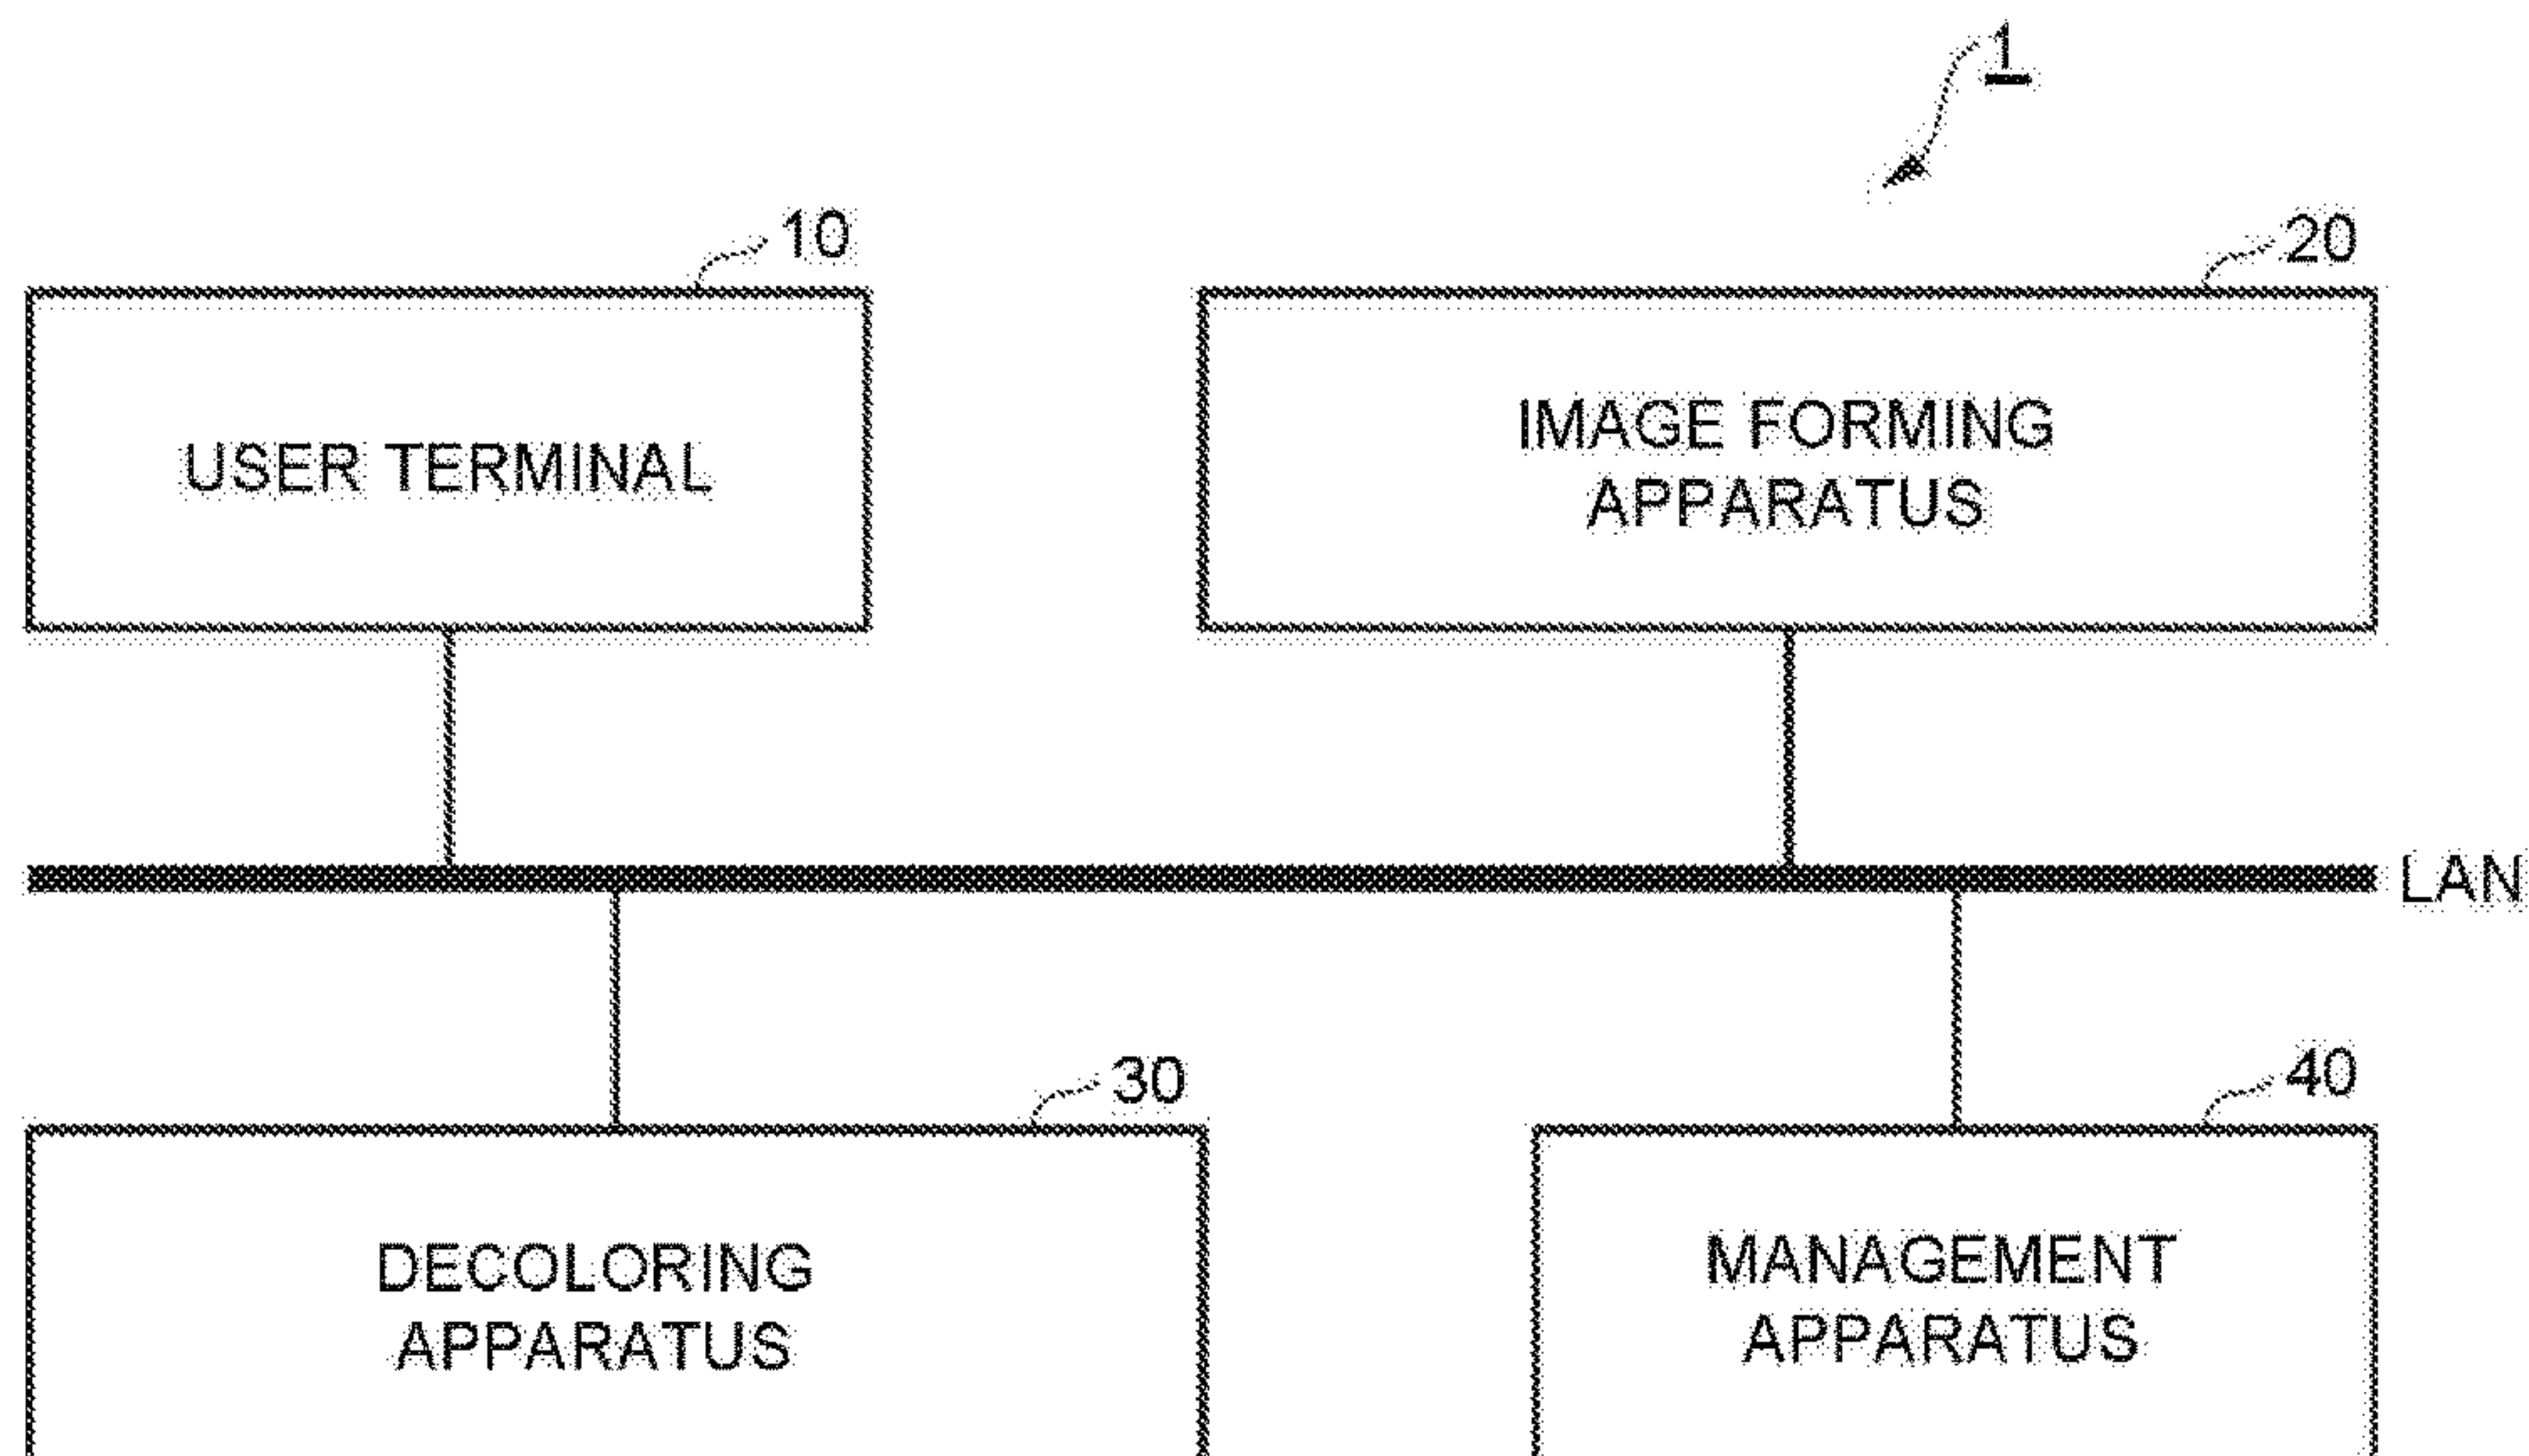 1
10
20
USER TERMINAL
IMAGE FORMING
APPARATUS
LAN
30
40
DECOLORING
APPARATUS
MANAGEMENT
APPARATUS